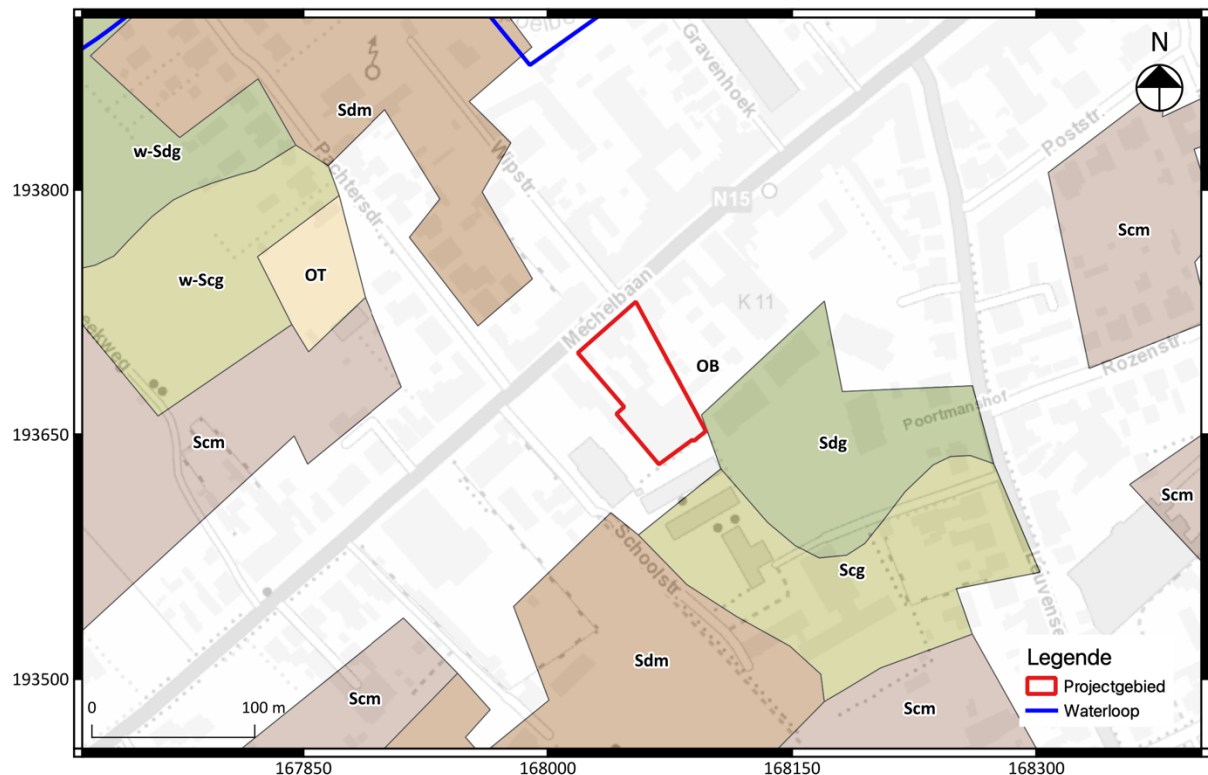 Gravenhoek
N
Sdm
Poststr.
w-Sdg
Pachtersdr
Wipstr.
193800
N15
Scm
w-Scg
OT
Mechelbaan
K 11
OB
Rozenstr.
Poortmanshof
193650
Scm
Sdg
Scm
Schoolstr
Scg
Sdm
Legende
193500
Scm
Scm
Projectgebied
0
100 m
Waterloop
167850
168000
168150
168300